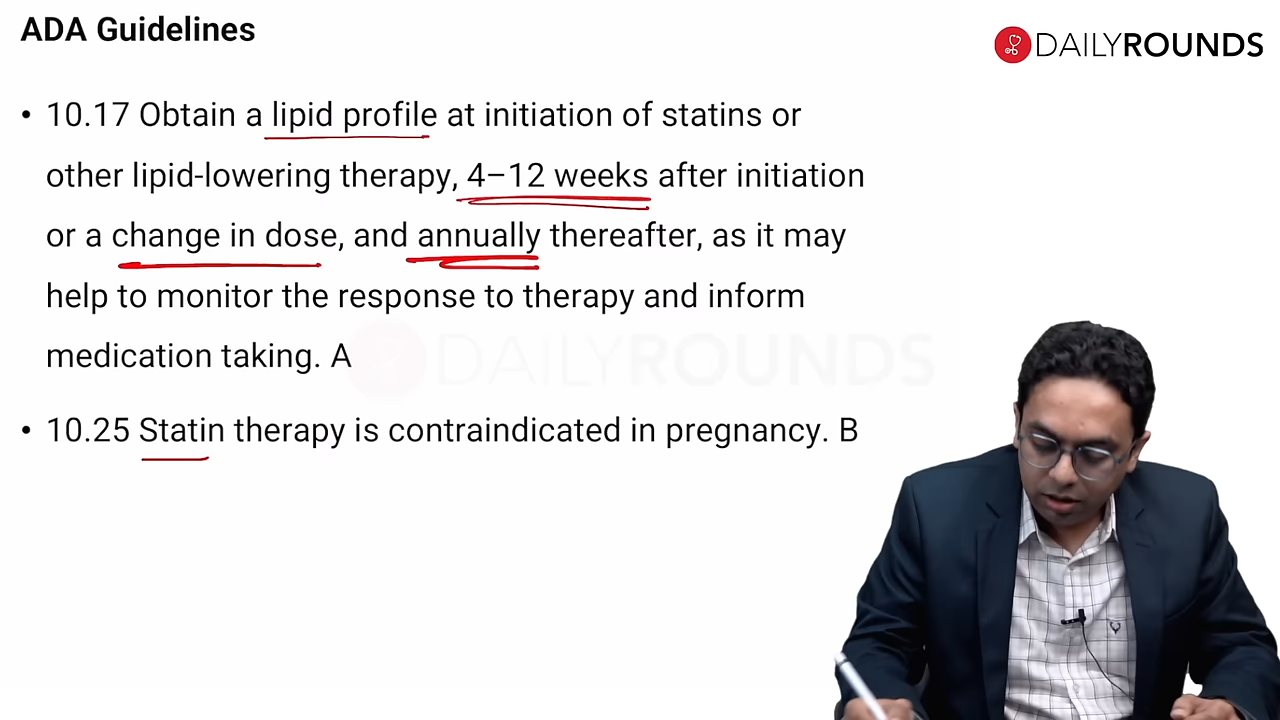 ADA Guidelines
DAILYROUNDS
• 10.17 Obtain a lipid profile at initiation of statins or
other lipid-lowering therapy, 4–12 weeks after initiation
or a change in dose, and annually thereafter, as it may
help to monitor the response to therapy and inform
medication taking. A
DAILYROUNDS
• 10.25 Statin therapy is contraindicated in pregnancy. B